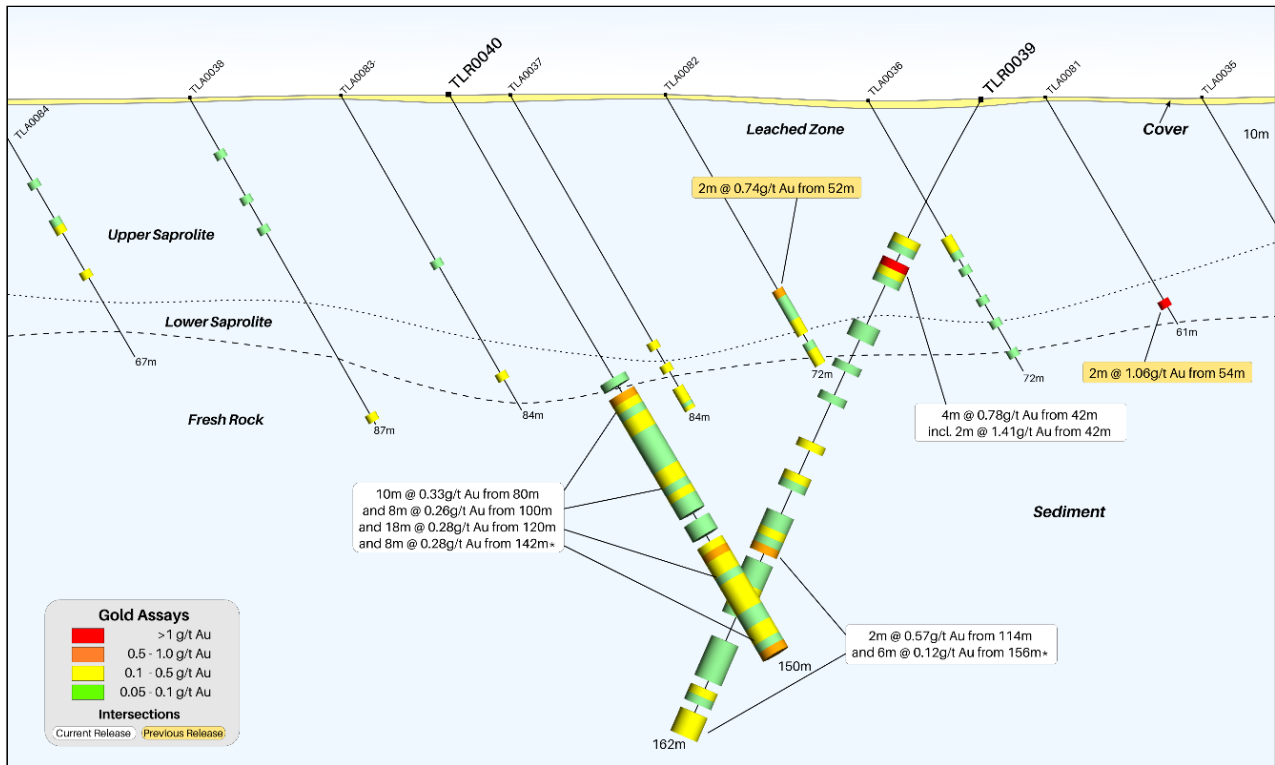 TLA0084
TLA0038
TLA0083
TLR0040
TLA0037
TLA0082
TLA0036
TLR0039
TLA0081
TLA0035
Leached Zone
Cover
10m
2m @ 0.74g/t Au from 52m
Upper Saprolite
Lower Saprolite
61m
67m
72m
72m
2m @ 1.06g/t Au from 54m
Fresh Rock
87m
84m
84m
4m @ 0.78g/t Au from 42m
incl. 2m @ 1.41g/t Au from 42m
10m @ 0.33g/t Au from 80m
and 8m @ 0.26g/t Au from 100m
and 18m @ 0.28g/t Au from 120m
and 8m @ 0.28g/t Au from 142m*
Sediment
Gold Assays
>1 g/t Au
0.5 - 1.0 g/t Au
0.1 - 0.5 g/t Au
0.05 - 0.1 g/t Au
Intersections
Current Release
Previous Release
2m @ 0.57g/t Au from 114m
and 6m @ 0.12g/t Au from 156m*
150m
162m